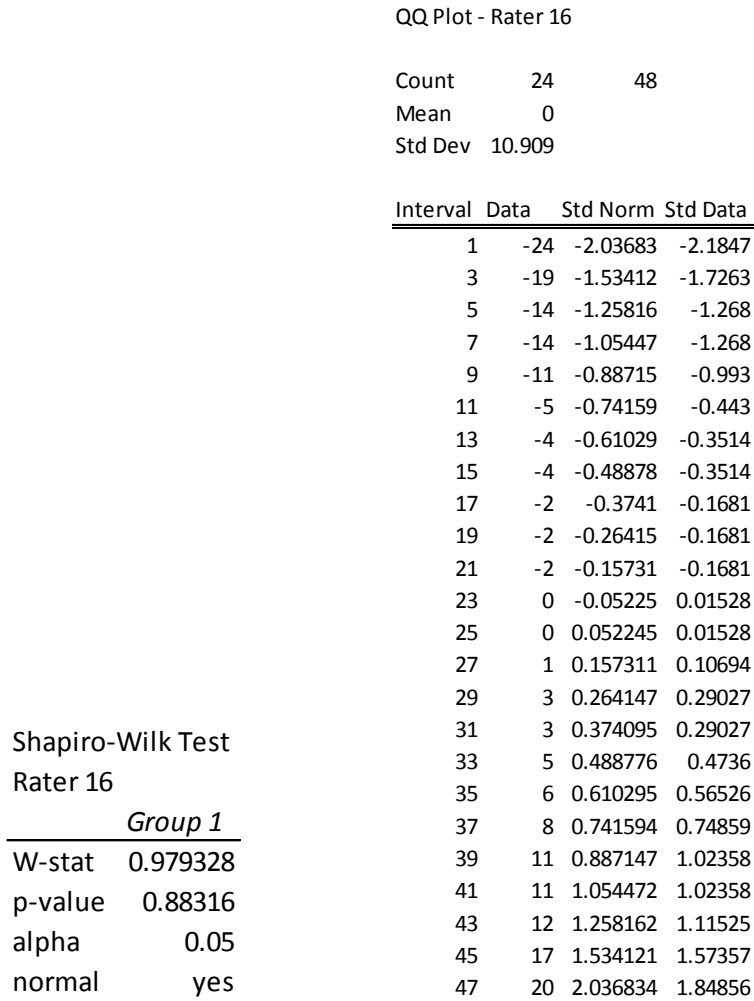 QQ Plot - Rater 16
Count 24 48
Mean 0
Std Dev 10.909
Interval Data Std Norm Std Data
1 -24 -2.03683 -2.1847
3 -19 -1.53412 -1.7263
5 -14 -1.25816 -1.268
7 -14 -1.05447 -1.268
9 -11 -0.88715 -0.993
11 -5 -0.74159 -0.443
13 -4 -0.61029 -0.3514
15 -4 -0.48878 -0.3514
17 -2 -0.3741 -0.1681
19 -2 -0.26415 -0.1681
21 -2 -0.15731 -0.1681
23 0 -0.05225 0.01528
25 0 0.052245 0.01528
27 1 0.157311 0.10694
29 3 0.264147 0.29027
31 3 0.374095 0.29027
33 5 0.488776 0.4736
35 6 0.610295 0.56526
37 8 0.741594 0.74859
39 11 0.887147 1.02358
41 11 1.054472 1.02358
43 12 1.258162 1.11525
45 17 1.534121 1.57357
47 20 2.036834 1.84856
Shapiro-Wilk Test
Rater 16
Group 1
W-stat 0.979328
p-value 0.88316
alpha 0.05
normal yes